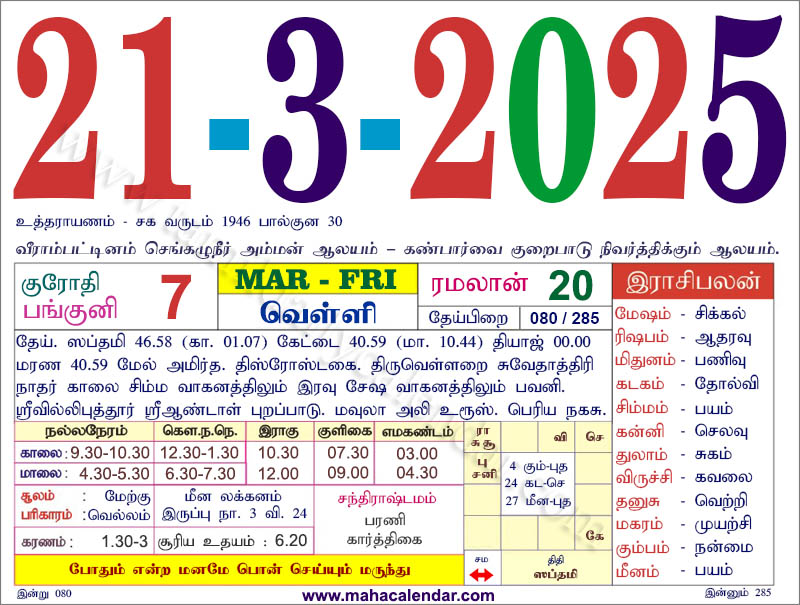 21-3-2025
உத்தராயணம் - சக வருடம் 1946 பால்குன 30
வீராம்பட்டினம் செங்கழுநீர் அம்மன் ஆலயம் – கண்பார்வை குறைபாடு நிவர்த்திக்கும் ஆலயம்.
குரோதி
பங்குனி 7
MAR - FRI
வெள்ளி
ரமலான் 20
தேய்பிறை 080 / 285
தேய். ஸப்தமி 46.58 (கா. 01.07) கேட்டை 40.59 (மா. 10.44) தியாஜ் 00.00
மரண 40.59 மேல் அமிர்த. திஸ்ரோஸ்டகை. திருவெள்ளறை சுவேதாத்திரி
நாதர் காலை சிம்ம வாகனத்திலும் இரவு சேஷ வாகனத்திலும் பவனி.
ஸ்ரீவில்லிபுத்தூர் ஸ்ரீஆண்டாள் புறப்பாடு. மவுலா அலி உரூஸ். பெரிய நகசு.
நல்லநேரம் கௌ.ந.நெ. இராகு குளிகை எமகண்டம்
காலை: 9.30-10.30 12.30-1.30 10.30 07.30 03.00
மாலை: 4.30-5.30 6.30-7.30 12.00 09.00 04.30
சூலம் : மேற்கு
பரிகாரம் : வெல்லம்
மீன லக்கனம்
இருப்பு நா. 3 வி. 24
கரணம் : 1.30-3 சூரிய உதயம் : 6.20
சந்திராஷ்டமம்
பரணி
கார்த்திகை
ரா
சு சூ
வி
செ
பு
சனி
4 கும்-புத
24 கட-செ
27 மீன-புத
கே
போதும் என்ற மனமே பொன் செய்யும் மருந்து
சம
திதி
ஸப்தமி
இராசிபலன்
மேஷம் - சிக்கல்
ரிஷபம் - ஆதரவு
மிதுனம் - பணிவு
கடகம் - தோல்வி
சிம்மம் - பயம்
கன்னி - செலவு
துலாம் - சுகம்
விருச்சி - கவலை
தனுசு - வெற்றி
மகரம் - முயற்சி
கும்பம் - நன்மை
மீனம் - பயம்
இன்று 080
www.mahacalendar.com
இன்னும் 285